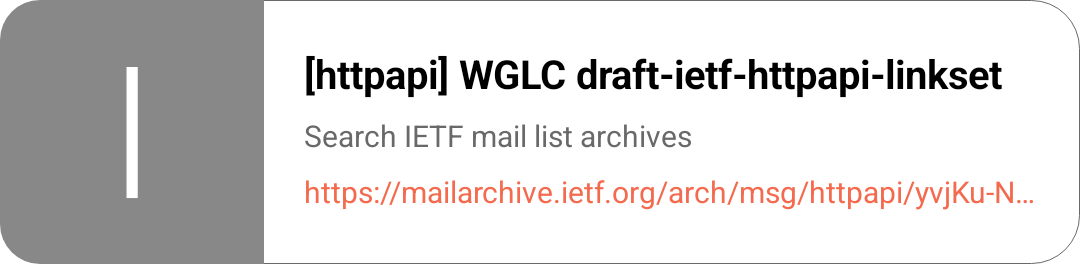 I
[httpapi] WGLC draft-ietf-httpapi-linkset
Search IETF mail list archives
https://mailarchive.ietf.org/arch/msg/httpapi/yvjKu-N…